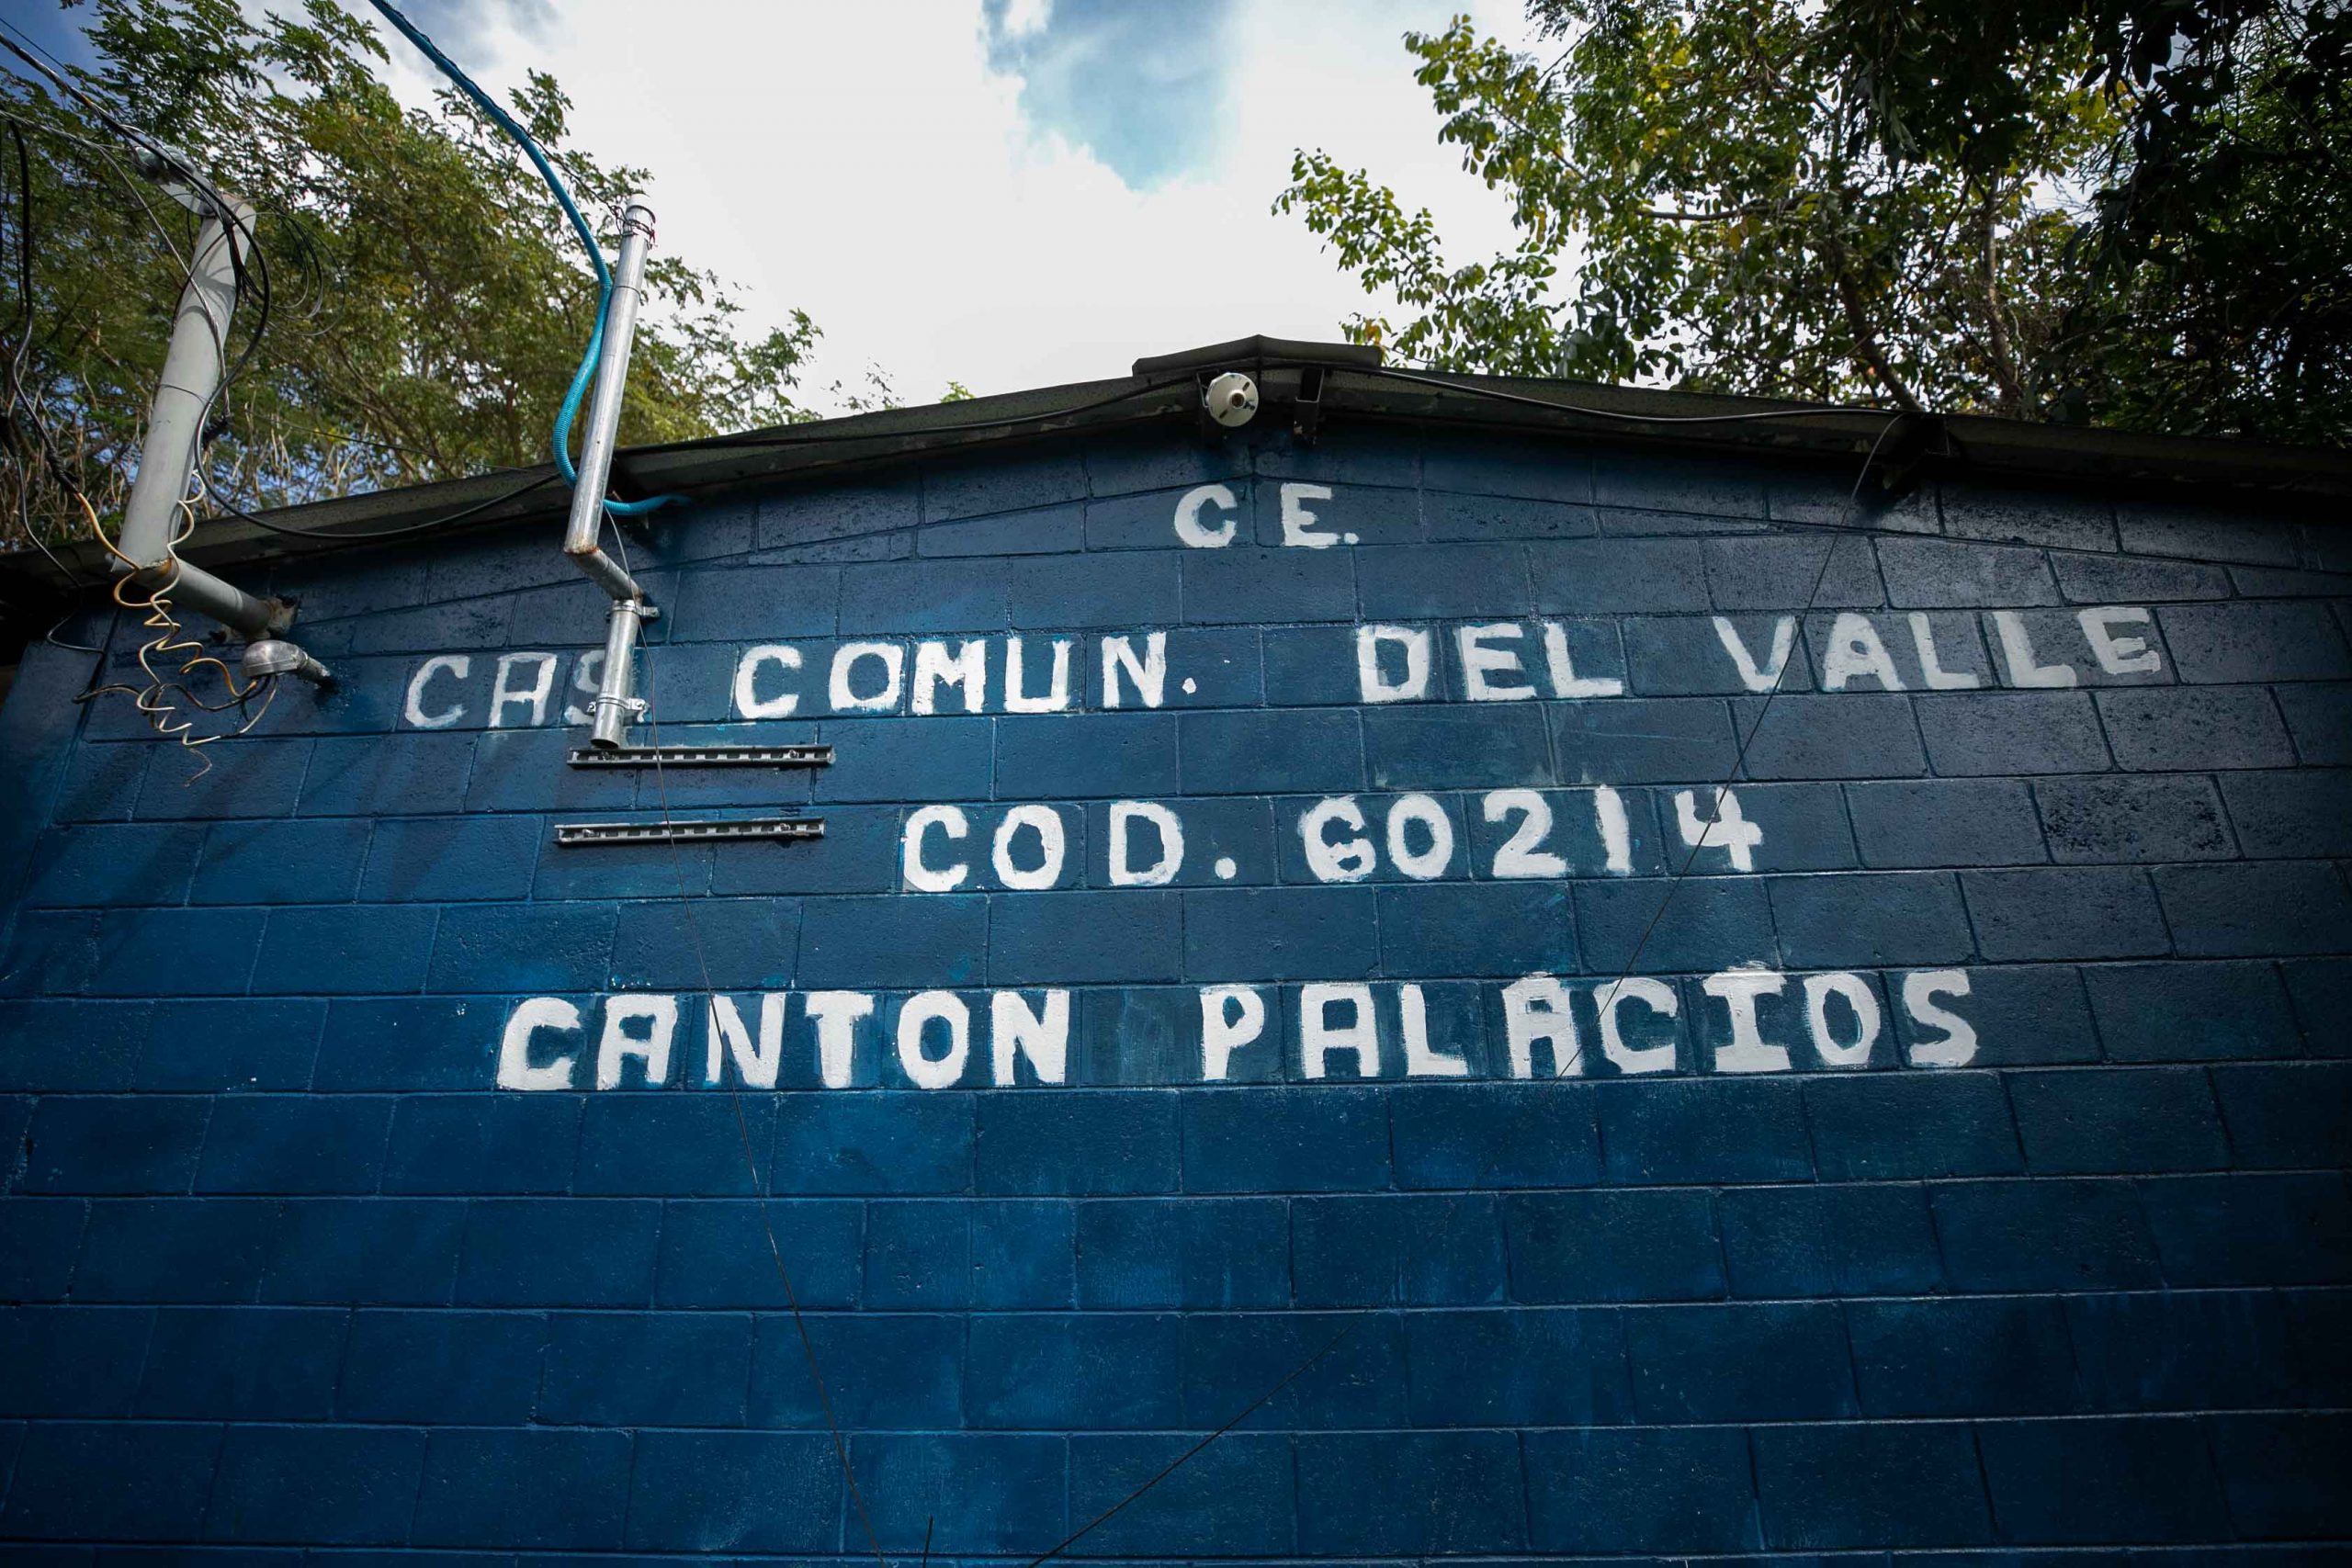 C E.
CAS COMUN. DEL VALLE
COD. 60214
CANTON PALACIOS